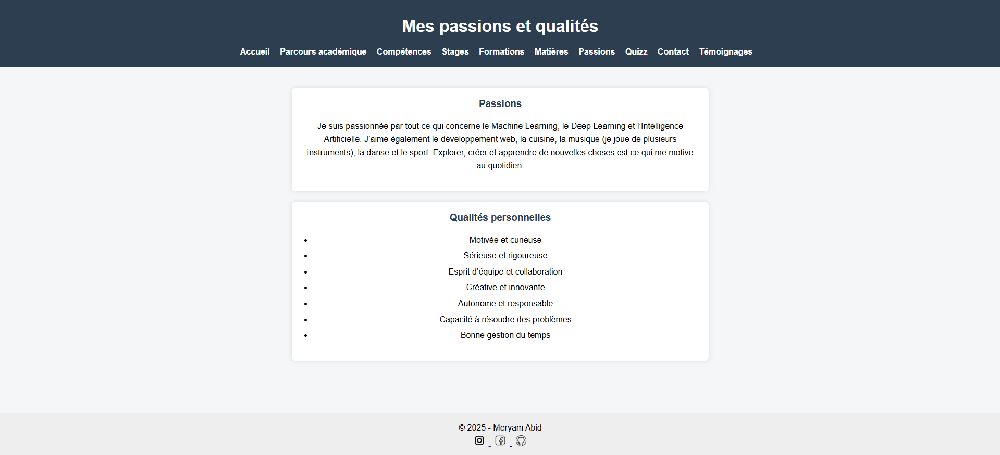 Mes passions et qualités
Accueil Parcours académique Compétences Stages Formations Matières Passions Quizz Contact Témoignages
Passions
Je suis passionnée par tout ce qui concerne le Machine Learning, le Deep Learning et l’Intelligence
Artificielle. J’aime également le développement web, la cuisine, la musique (je joue de plusieurs
instruments), la danse et le sport. Explorer, créer et apprendre de nouvelles choses est ce qui me motive
au quotidien.
Qualités personnelles
• Motivée et curieuse
• Sérieuse et rigoureuse
• Esprit d’équipe et collaboration
• Créative et innovante
• Autonome et responsable
• Capacité à résoudre des problèmes
• Bonne gestion du temps
© 2025 - Meryam Abid